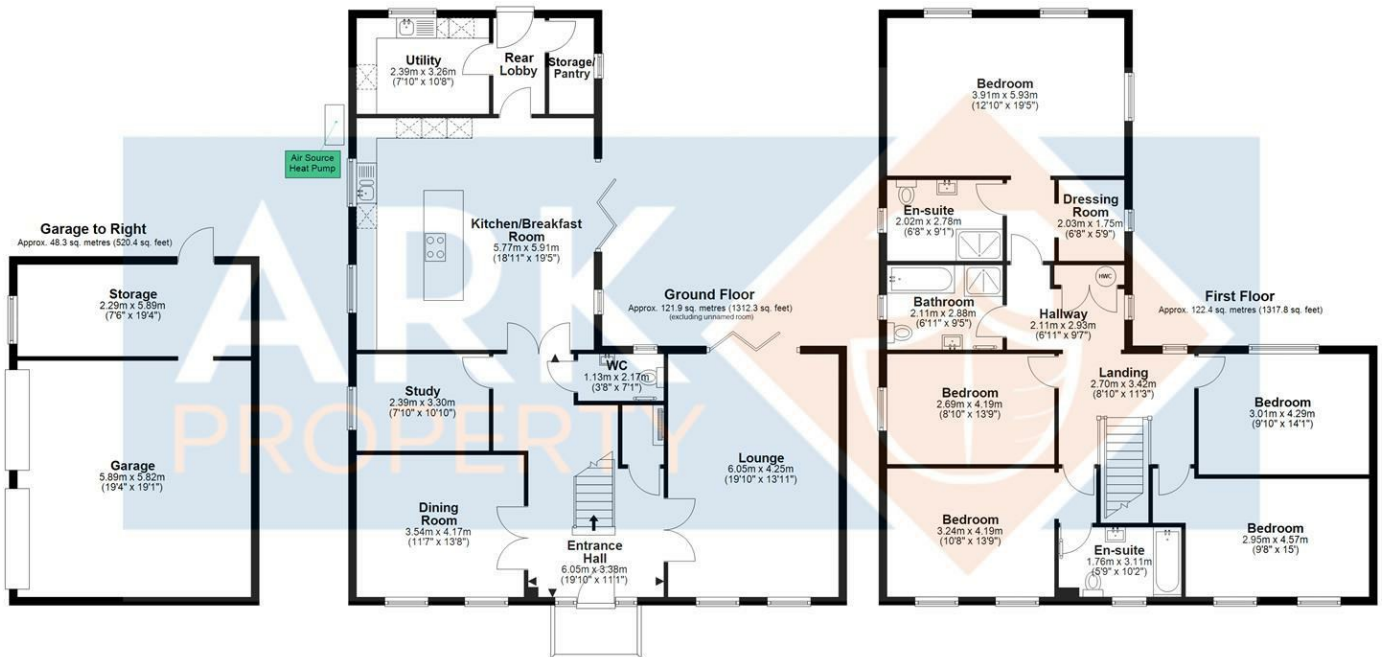 Garage to Right
Approx. 48.3 sq. metres (520.4 sq. feet)
Storage
2.29m x 5.89m
(7'6" x 19'4")
Garage
5.89m x 5.82m
(19'4" x 19'1")
Utility
2.39m x 3.26m
(7'10" x 10'8")
Rear
Lobby
Storage/
Pantry
Air Source
Heat Pump
Kitchen/Breakfast
Room
5.77m x 5.91m
(18'11" x 19'5")
Ground Floor
Approx. 121.9 sq. metres (1312.3 sq. feet)
(excluding unnamed room)
WC
1.13m x 2.17m
(3'8" x 7'1")
Study
2.39m x 3.30m
(7'10" x 10'10")
Lounge
6.05m x 4.25m
(19'10" x 13'11")
Dining
Room
3.54m x 4.17m
(11'7" x 13'8")
Entrance
Hall
6.05m x 3.38m
(19'10" x 11'1")
Bedroom
3.91m x 5.93m
(12'10" x 19'5")
En-suite
2.02m x 2.78m
(6'8" x 9'1")
Dressing
Room
2.03m x 1.75m
(6'8" x 5'9")
HWC
Bathroom
2.11m x 2.88m
(6'11" x 9'5")
Hallway
2.11m x 2.93m
(6'11" x 9'7")
First Floor
Approx. 122.4 sq. metres (1317.8 sq. feet)
Bedroom
2.69m x 4.19m
(8'10" x 13'9")
Landing
2.70m x 3.42m
(8'10" x 11'3")
Bedroom
3.01m x 4.29m
(9'10" x 14'1")
Bedroom
3.24m x 4.19m
(10'8" x 13'9")
En-suite
1.76m x 3.11m
(5'9" x 10'2")
Bedroom
2.95m x 4.57m
(9'8" x 15')
ARK
PROPERTY